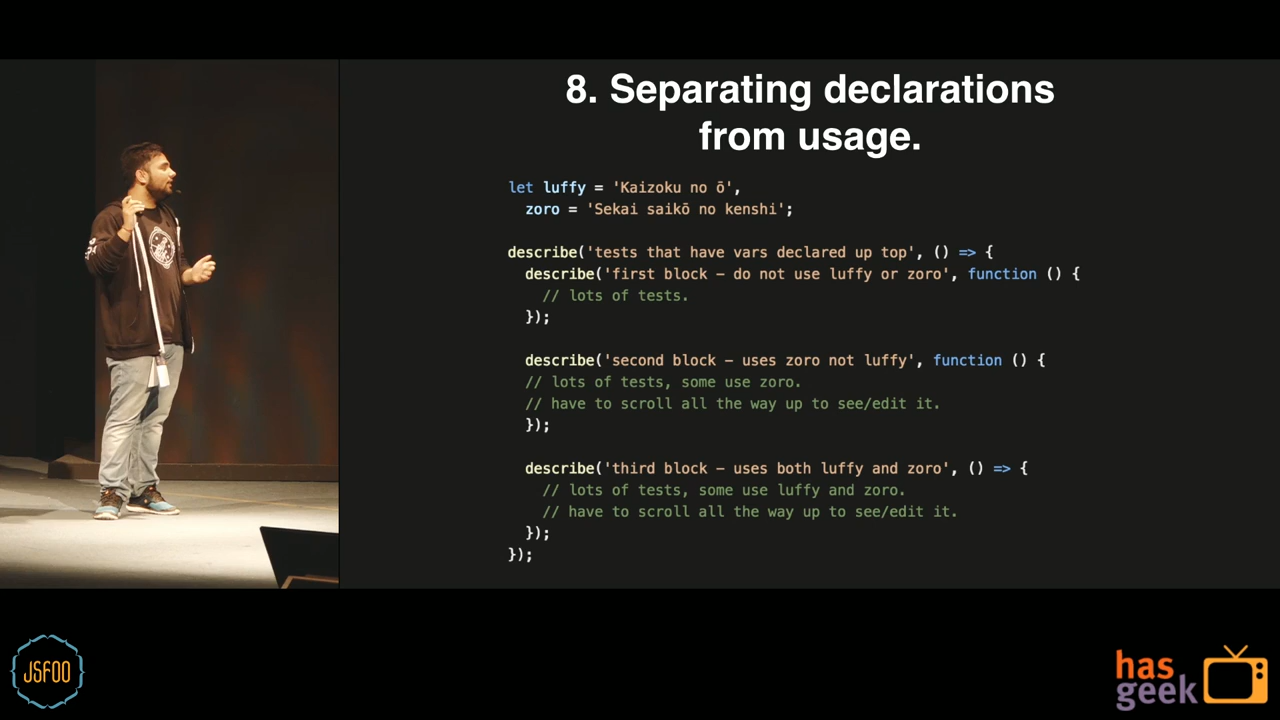 8. Separating declarations
from usage.
let luffy = 'Kaizoku no ō',
zoro = 'Sekai saikō no kenshi';
describe('tests that have vars declared up top', () => {
describe('first block – do not use luffy or zoro', function () {
// lots of tests.
});
describe('second block – uses zoro not luffy', function () {
// lots of tests, some use zoro.
// have to scroll all the way up to see/edit it.
});
describe('third block – uses both luffy and zoro', () => {
// lots of tests, some use luffy and zoro.
// have to scroll all the way up to see/edit it.
});
});
JSFOO
has
geek